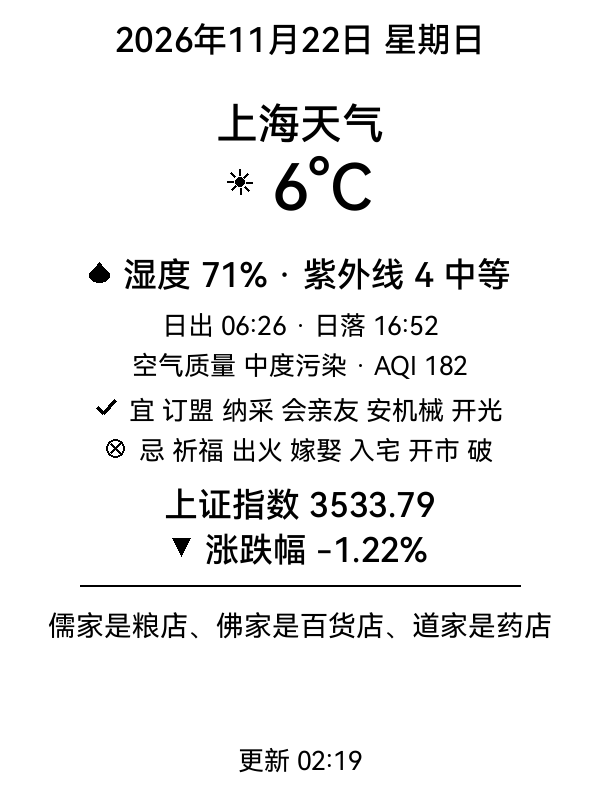 2026年11月22日 星期日
上海天气
6°C
湿度 71% · 紫外线 4 中等
日出 06:26 · 日落 16:52
空气质量 中度污染 · AQI 182
宜 订盟 纳采 会亲友 安机械 开光
忌 祈福 出火 嫁娶 入宅 开市 破
上证指数 3533.79
▼ 涨跌幅 -1.22%
儒家是粮店、佛家是百货店、道家是药店
更新 02:19